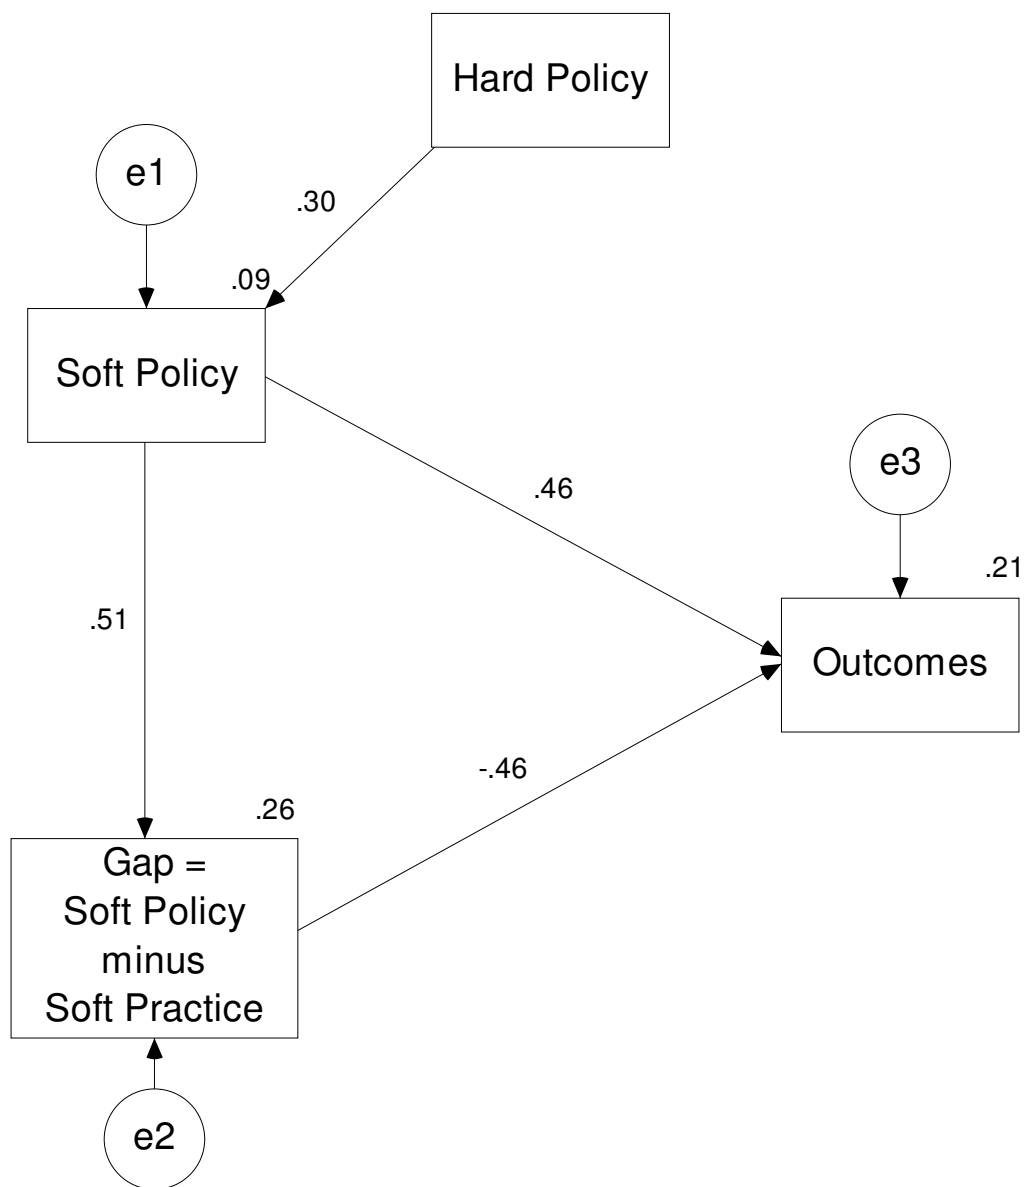 Hard Policy
e1
.30
.09
Soft Policy
.46
e3
.21
.51
Outcomes
-.46
.26
Gap =
Soft Policy
minus
Soft Practice
e2